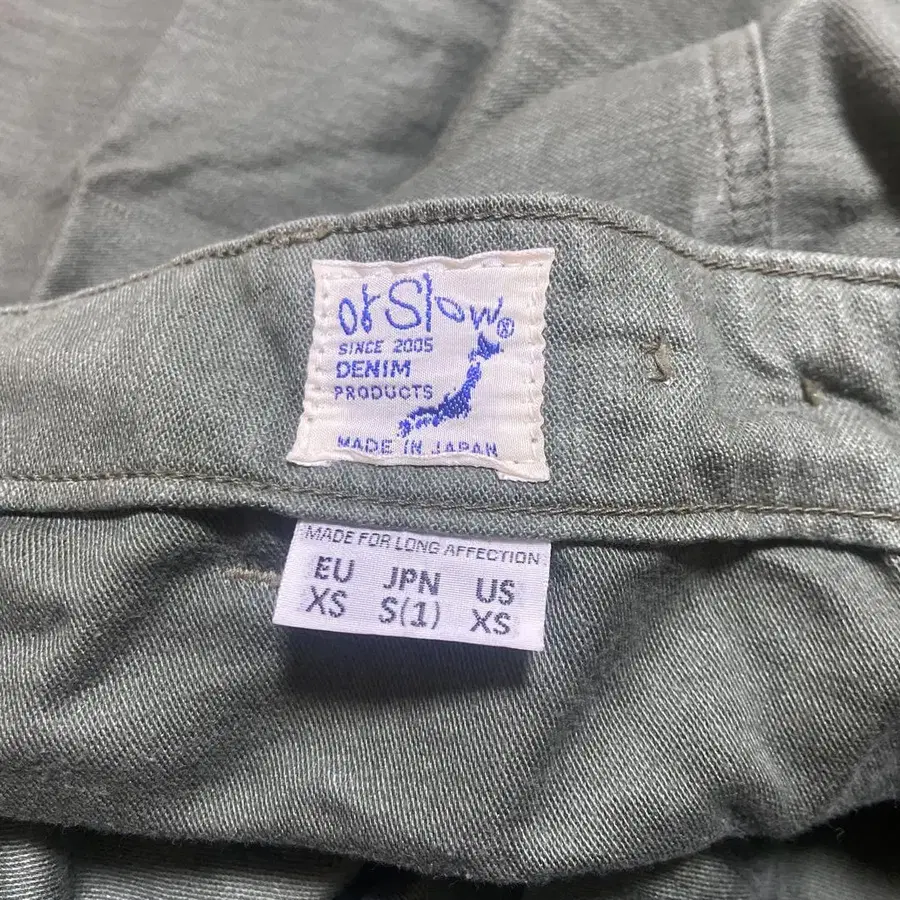 orSlow®
SINCE 2005
DENIM
PRODUCTS
MADE IN JAPAN
MADE FOR LONG AFFECTION
EU JPN US
XS S(1) XS